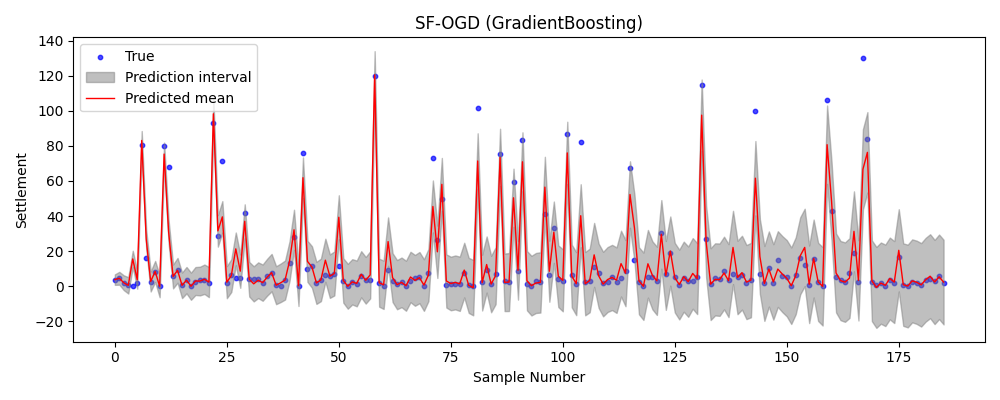 SF-OGD (GradientBoosting)
True
Prediction interval
Predicted mean
Settlement
140
120
100
80
60
40
20
0
−20
0 25 50 75 100 125 150 175
Sample Number